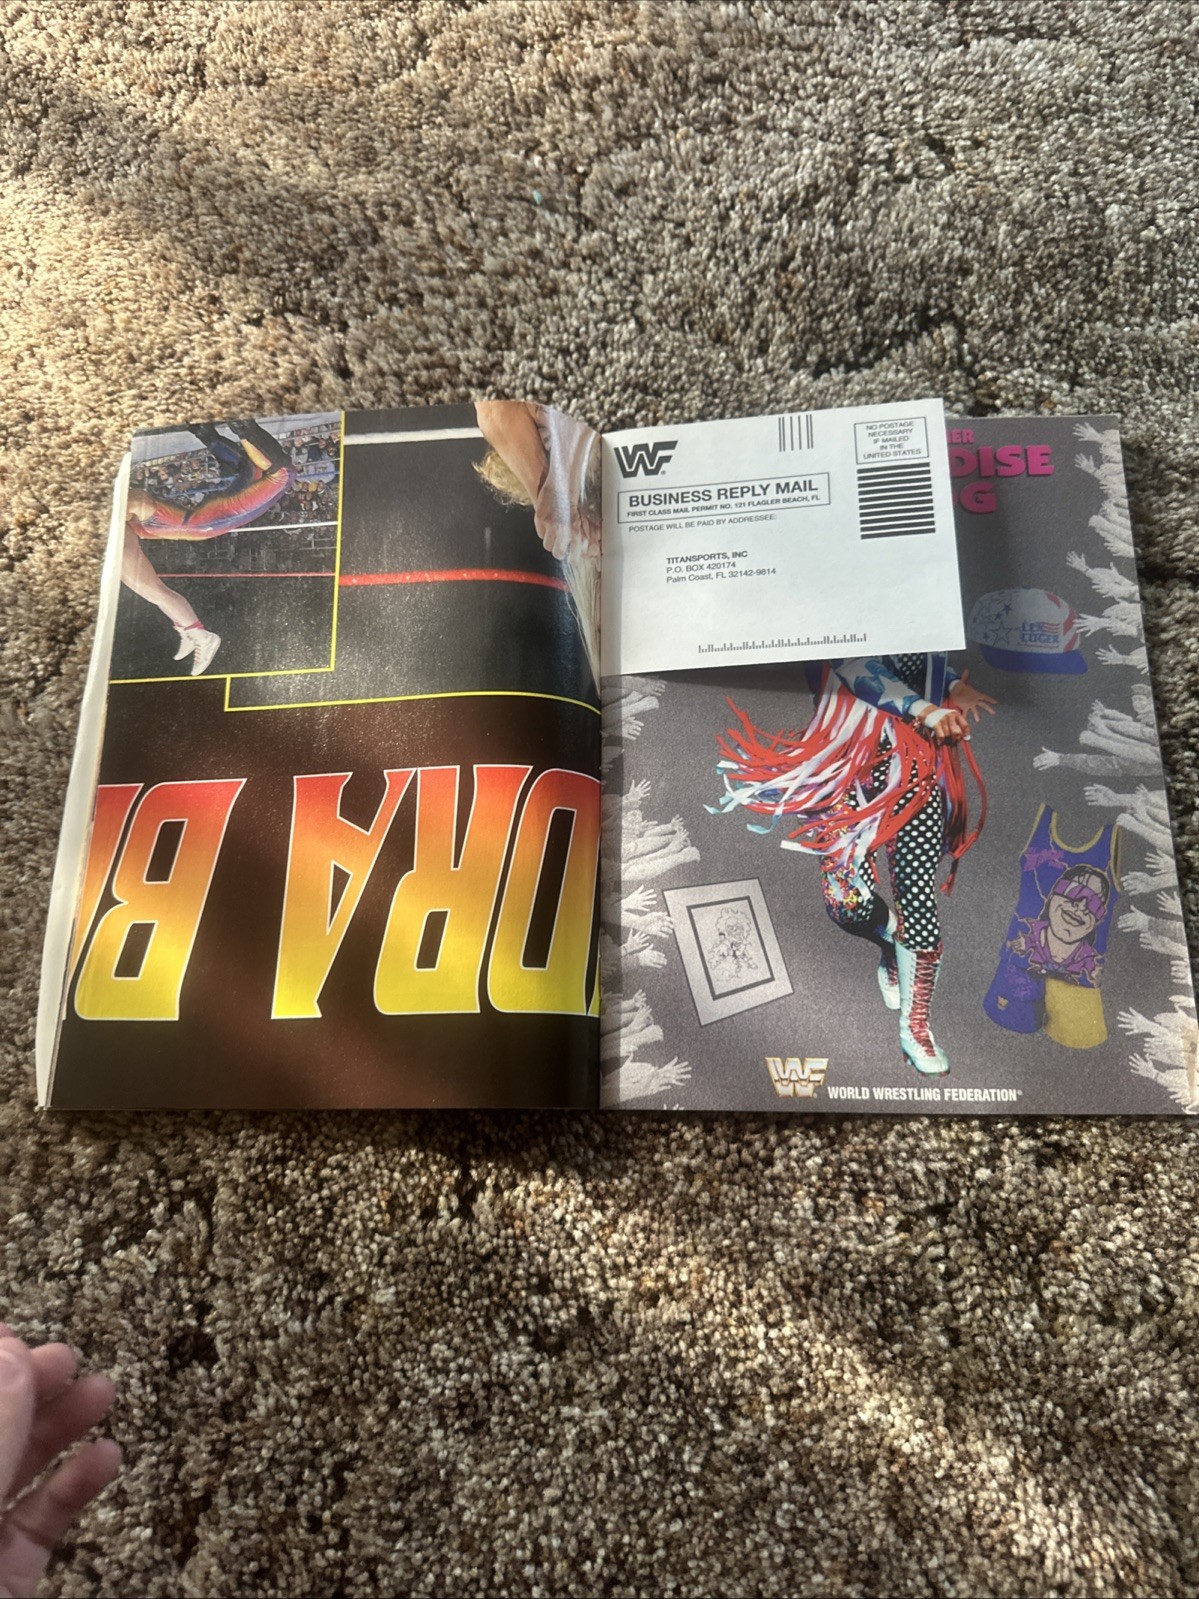 DRA B
WF
BUSINESS REPLY MAIL
FIRST CLASS MAIL PERMIT NO. 121 FLAGLER BEACH, FL
POSTAGE WILL BE PAID BY ADDRESSEE:
TITANSPORTS, INC
P.O. BOX 420174
Palm Coast, FL 32142-9814
NO POSTAGE
NECESSARY
IF MAILED
IN THE
UNITED STATES
ER
DISE
G
LEX
LUGER
WF
WORLD WRESTLING FEDERATION®